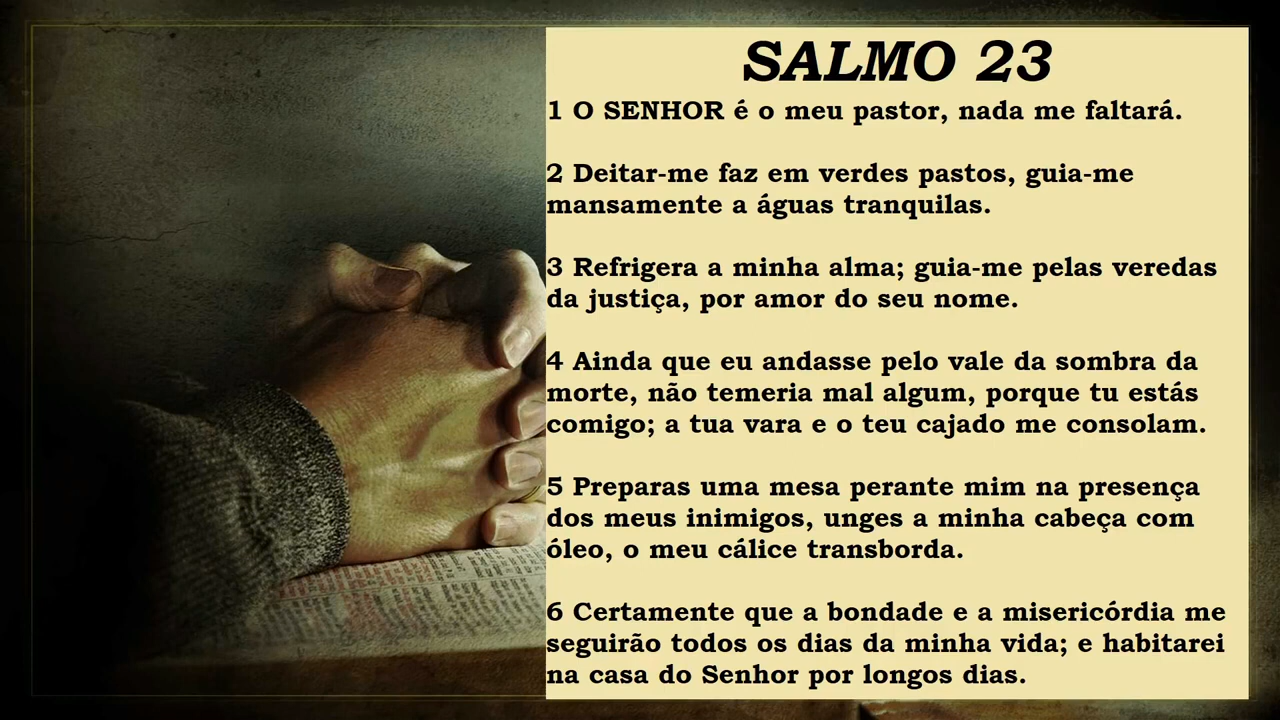 SALMO 23
1 O SENHOR é o meu pastor, nada me faltará.
2 Deitar-me faz em verdes pastos, guia-me
mansamente a águas tranquilas.
3 Refrigera a minha alma; guia-me pelas veredas
da justiça, por amor do seu nome.
4 Ainda que eu andasse pelo vale da sombra da
morte, não temeria mal algum, porque tu estás
comigo; a tua vara e o teu cajado me consolam.
5 Preparas uma mesa perante mim na presença
dos meus inimigos, unges a minha cabeça com
óleo, o meu cálice transborda.
6 Certamente que a bondade e a misericórdia me
seguirão todos os dias da minha vida; e habitarei
na casa do Senhor por longos dias.